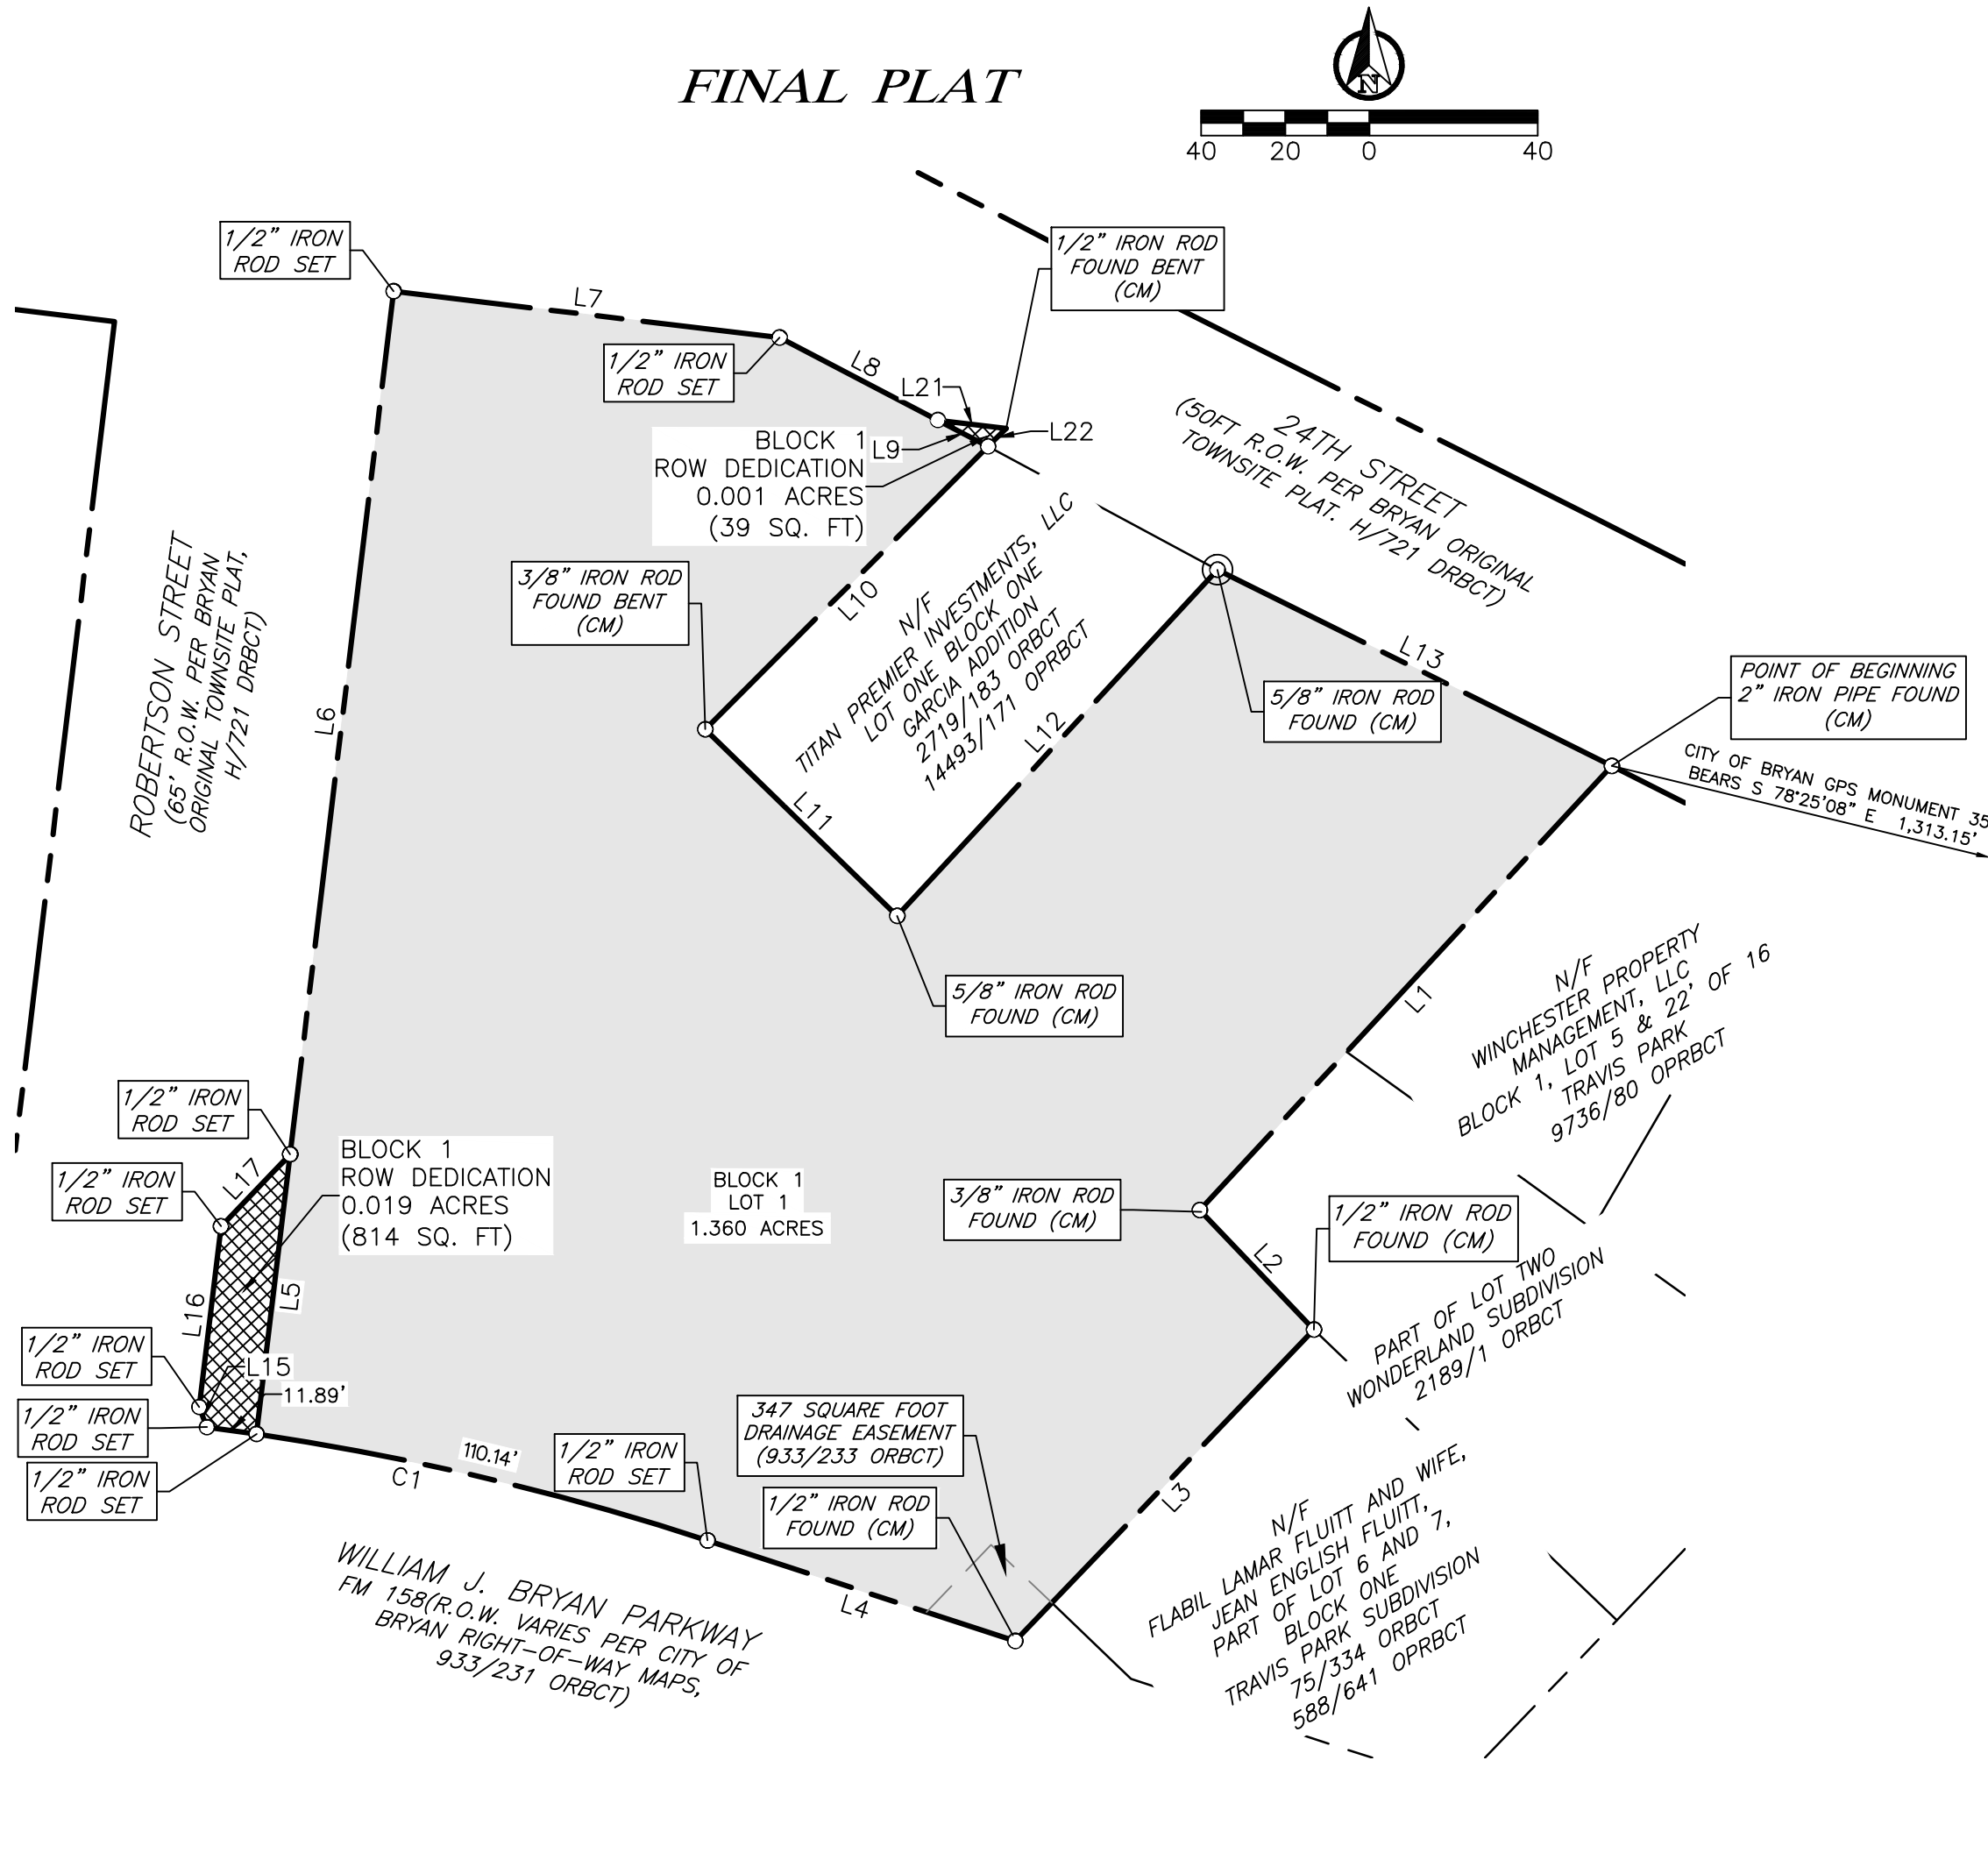 FINAL PLAT
N
40 20 0 40
1/2" IRON
ROD SET
L7
1/2" IRON ROD
FOUND BENT
(CM)
1/2" IRON
ROD SET
L8
L21
L22
L9
BLOCK 1
ROW DEDICATION
0.001 ACRES
(39 SQ. FT)
24TH STREET
(50FT R.O.W. PER BRYAN ORIGINAL
TOWNSITE PLAT. H/721 DRBCT)
ROBERTSON STREET
(65' R.O.W. PER BRYAN
ORIGINAL TOWNSITE PLAT,
H/721 DRBCT)
L6
3/8" IRON ROD
FOUND BENT
(CM)
L10
N/F
TITAN PREMIER INVESTMENTS, LLC
LOT ONE BLOCK ONE
GARCIA ADDITION
2719/183 ORBCT
14493/171 OPRBCT
L11
L12
5/8" IRON ROD
FOUND (CM)
L13
POINT OF BEGINNING
2" IRON PIPE FOUND
(CM)
CITY OF BRYAN GPS MONUMENT 35
BEARS S 78°25'08" E 1,313.15'
5/8" IRON ROD
FOUND (CM)
L1
N/F
WINCHESTER PROPERTY
MANAGEMENT, LLC
BLOCK 1, LOT 5 & 22' OF 16
TRAVIS PARK
9736/80 OPRBCT
1/2" IRON
ROD SET
1/2" IRON
ROD SET
L17
BLOCK 1
ROW DEDICATION
0.019 ACRES
(814 SQ. FT)
BLOCK 1
LOT 1
1.360 ACRES
3/8" IRON ROD
FOUND (CM)
1/2" IRON ROD
FOUND (CM)
L2
L16
L5
PART OF LOT TWO
WONDERLAND SUBDIVISION
2189/1 ORBCT
1/2" IRON
ROD SET
L15
11.89'
1/2" IRON
ROD SET
1/2" IRON
ROD SET
C1
110.14'
1/2" IRON
ROD SET
347 SQUARE FOOT
DRAINAGE EASEMENT
(933/233 ORBCT)
1/2" IRON ROD
FOUND (CM)
L3
L4
N/F
FLABIL LAMAR FLUITT AND WIFE,
JEAN ENGLISH FLUITT,
PART OF LOT 6 AND 7,
BLOCK ONE
TRAVIS PARK SUBDIVISION
75/334 ORBCT
588/641 OPRBCT
WILLIAM J. BRYAN PARKWAY
FM 158(R.O.W. VARIES PER CITY OF
BRYAN RIGHT-OF-WAY MAPS,
933/231 ORBCT)